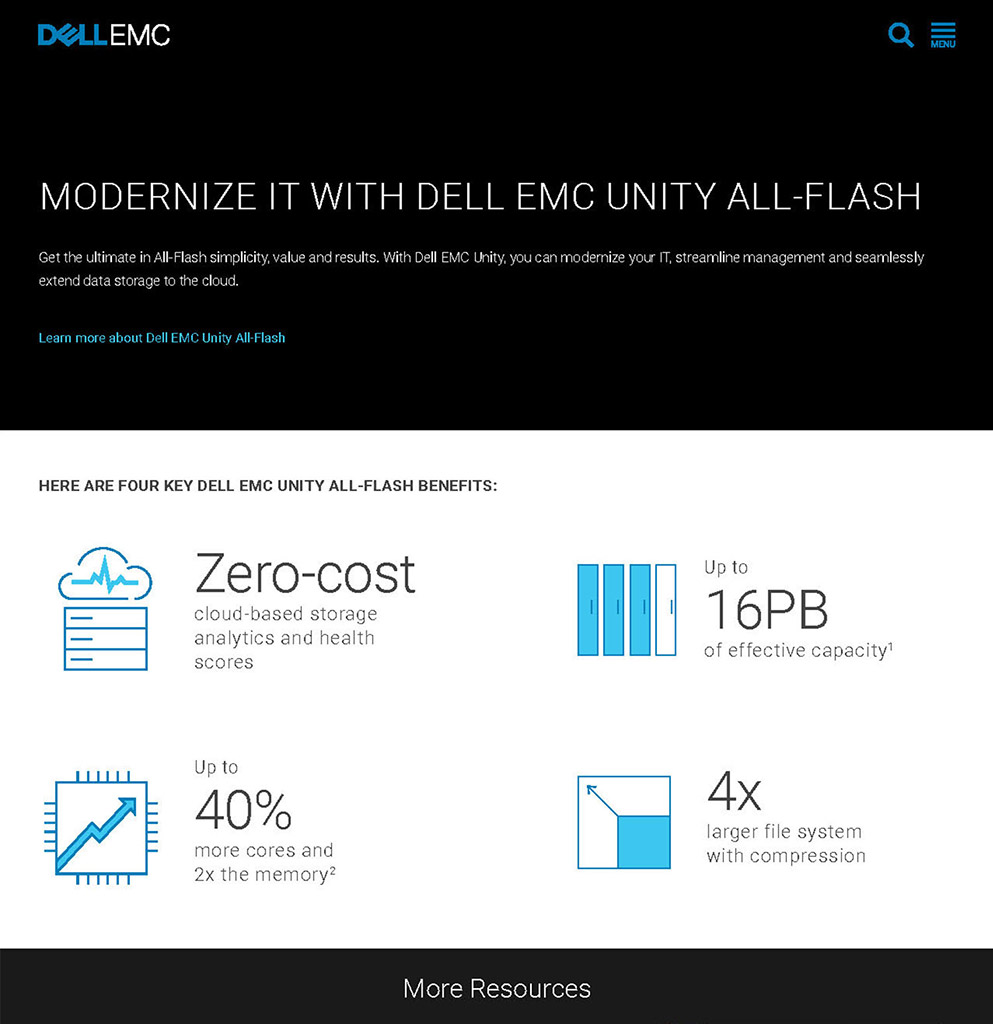 DELLEMC
MENU
MODERNIZE IT WITH DELL EMC UNITY ALL-FLASH
Get the ultimate in All-Flash simplicity, value and results. With Dell EMC Unity, you can modernize your IT, streamline management and seamlessly
extend data storage to the cloud.
Learn more about Dell EMC Unity All-Flash
HERE ARE FOUR KEY DELL EMC UNITY ALL-FLASH BENEFITS:
Zero-cost
cloud-based storage
analytics and health
scores
Up to
16PB
of effective capacity¹
Up to
40%
more cores and
2x the memory²
4x
larger file system
with compression
More Resources